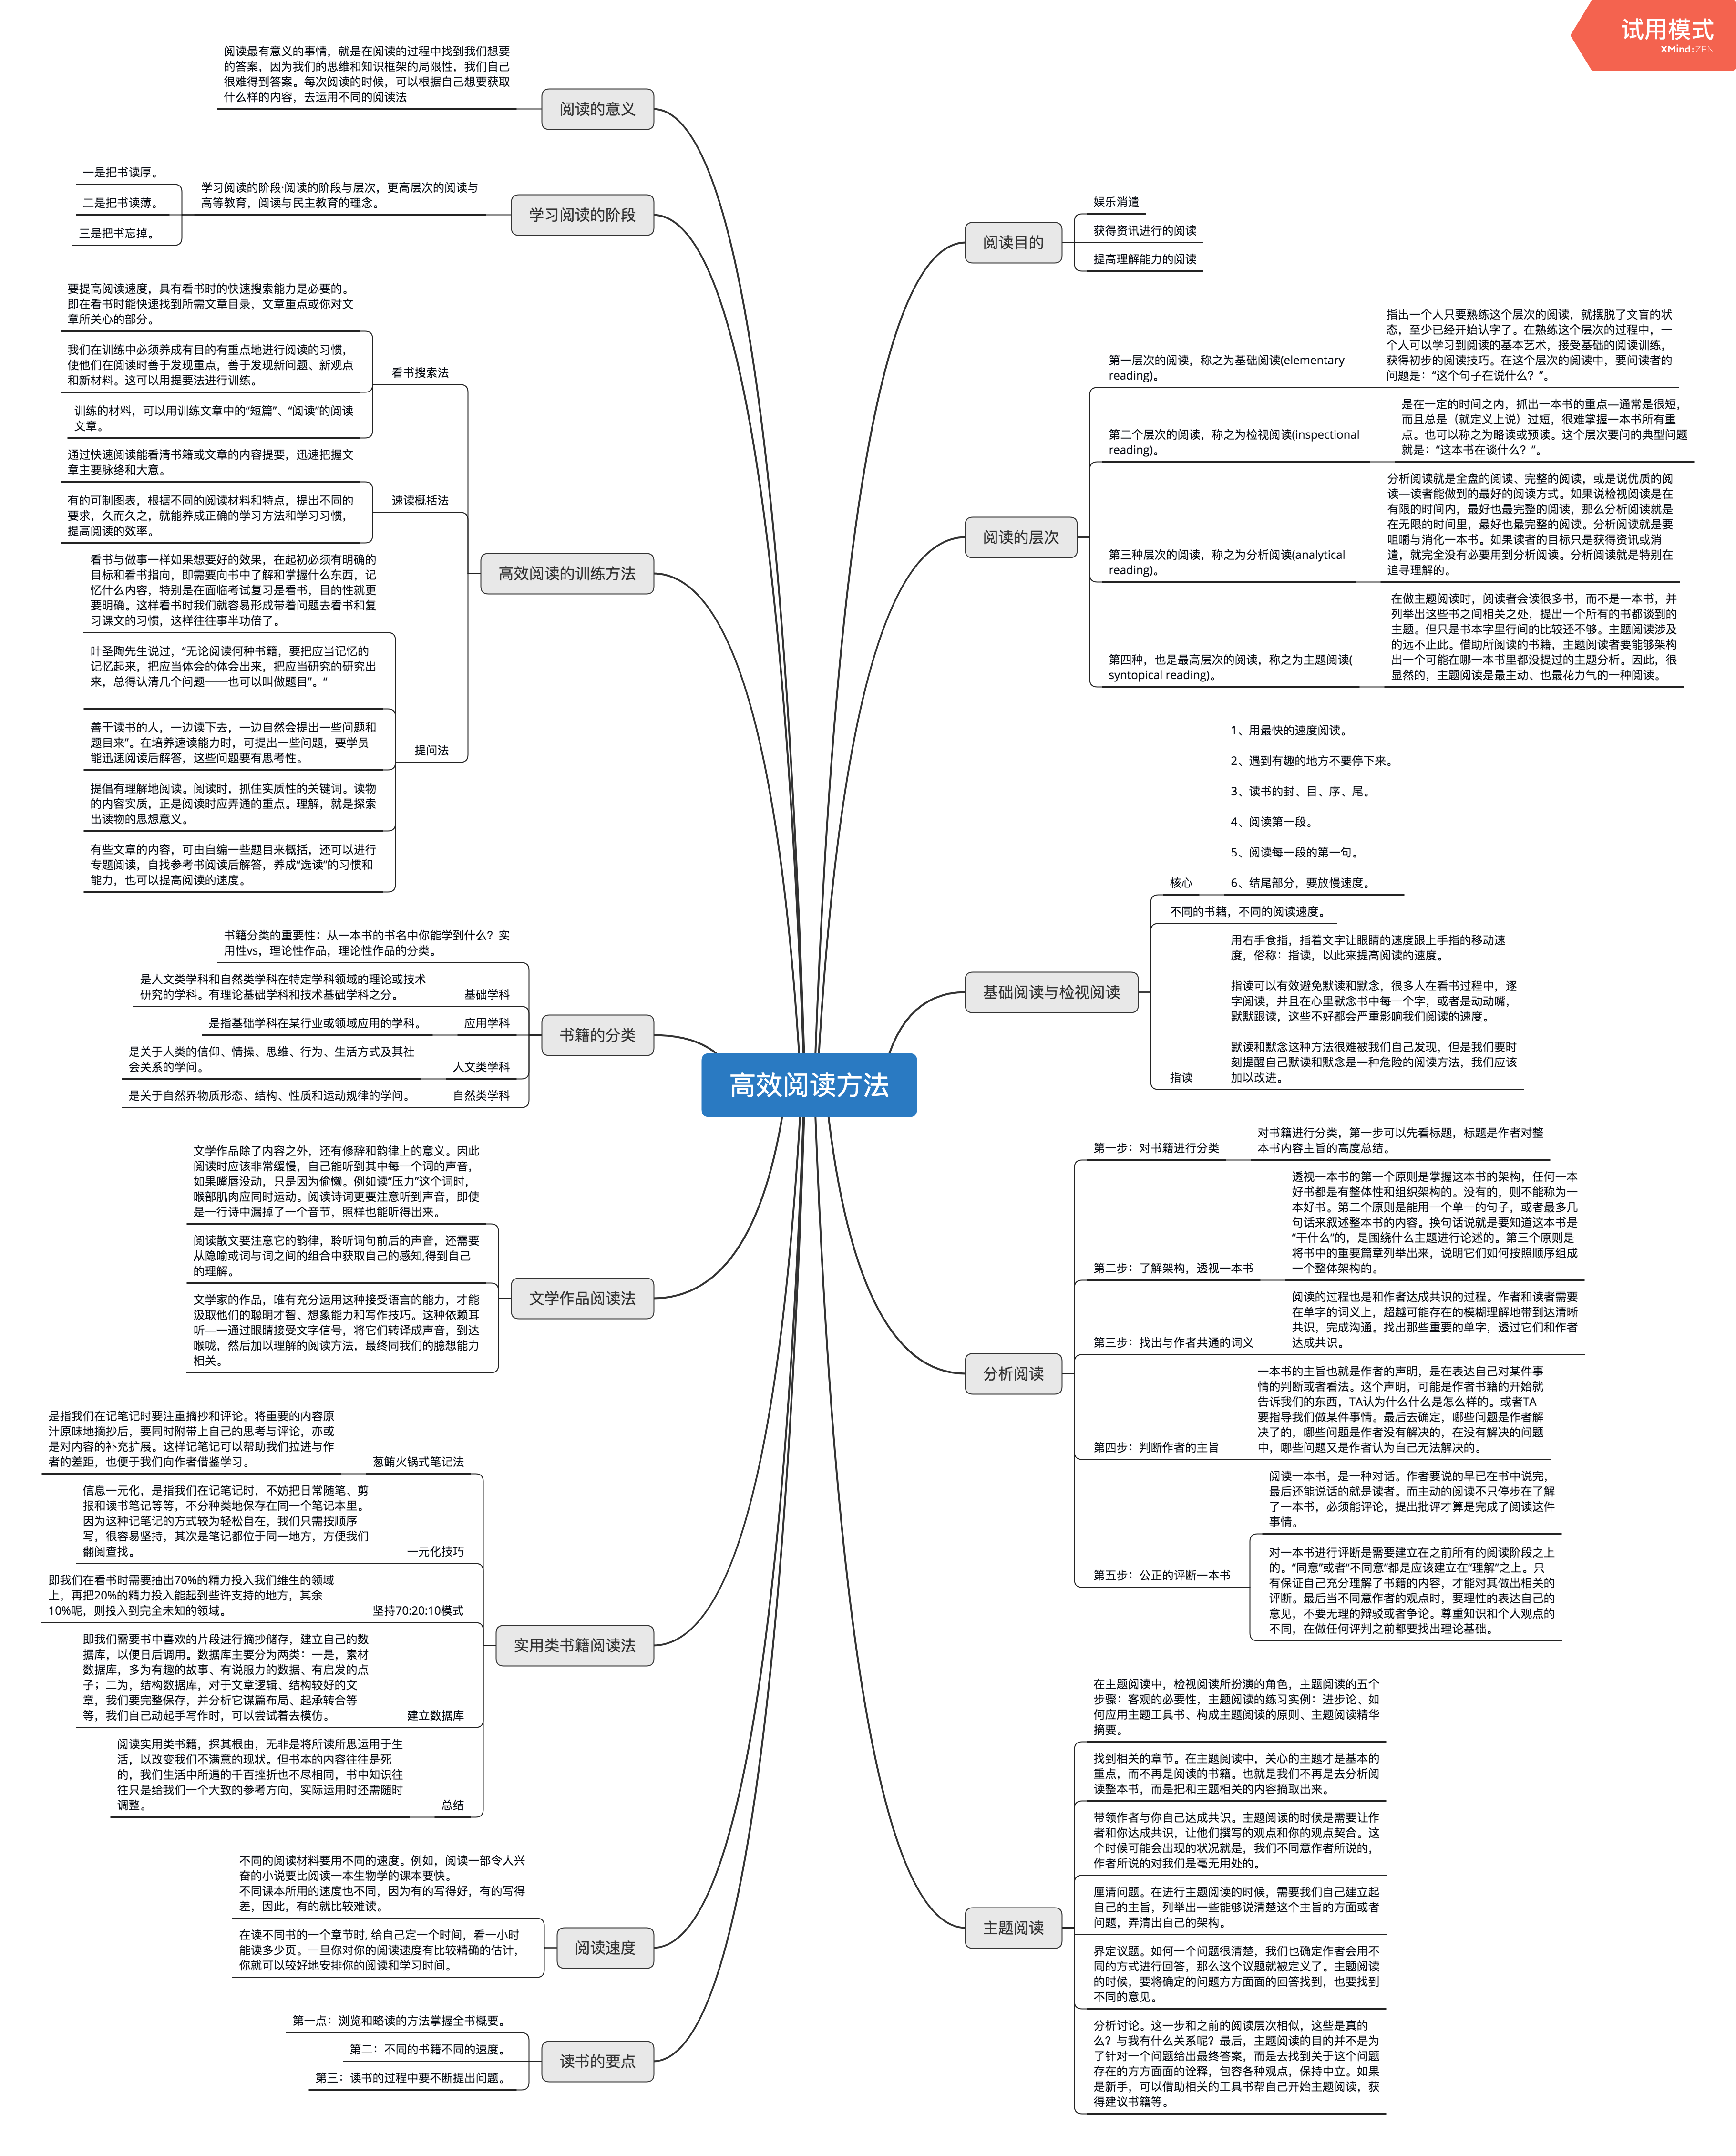 试用模式
XMind:ZEN
高效阅读方法
阅读目的
娱乐消遣
获得资讯进行的阅读
提高理解能力的阅读
阅读的层次
第一层次的阅读，称之为基础阅读(elementary
reading)。
指出一个人只要熟练这个层次的阅读，就摆脱了文盲的状
态，至少已经开始认字了。在熟练这个层次的过程中，一
个人可以学习到阅读的基本艺术，接受基础的阅读训练，
获得初步的阅读技巧。在这个层次的阅读中，要问读者的
问题是：“这个句子在说什么？”。
第二个层次的阅读，称之为检视阅读(inspectional
reading)。
是在一定的时间之内，抓出一本书的重点—通常是很短，
而且总是（就定义上说）过短，很难掌握一本书所有重
点。也可以称之为略读或预读。这个层次要问的典型问题
就是：“这本书在谈什么？”。
第三种层次的阅读，称之为分析阅读(analytical
reading)。
分析阅读就是全盘的阅读、完整的阅读，或是说优质的阅
读—读者能做到的最好的阅读方式。如果说检视阅读是在
有限的时间内，最好也最完整的阅读，那么分析阅读就是
在无限的时间里，最好也最完整的阅读。分析阅读就是要
咀嚼与消化一本书。如果读者的目标只是获得资讯或消
遣，就完全没有必要用到分析阅读。分析阅读就是特别在
追寻理解的。
第四种，也是最高层次的阅读，称之为主题阅读(
syntopical reading)。
在做主题阅读时，阅读者会读很多书，而不是一本书，并
列举出这些书之间相关之处，提出一个所有的书都谈到的
主题。但只是书本字里行间的比较还不够。主题阅读涉及
的远不止此。借助所阅读的书籍，主题阅读者要能够架构
出一个可能在哪一本书里都没提过的主题分析。因此，很
显然的，主题阅读是最主动、也最花力气的一种阅读。
基础阅读与检视阅读
核心
1、用最快的速度阅读。
2、遇到有趣的地方不要停下来。
3、读书的封、目、序、尾。
4、阅读第一段。
5、阅读每一段的第一句。
6、结尾部分，要放慢速度。
不同的书籍，不同的阅读速度。
指读
用右手食指，指着文字让眼睛的速度跟上手指的移动速
度，俗称：指读，以此来提高阅读的速度。
指读可以有效避免默读和默念，很多人在看书过程中，逐
字阅读，并且在心里默念书中每一个字，或者是动动嘴，
默默跟读，这些不好都会严重影响我们阅读的速度。
默读和默念这种方法很难被我们自己发现，但是我们要时
刻提醒自己默读和默念是一种危险的阅读方法，我们应该
加以改进。
分析阅读
第一步：对书籍进行分类
对书籍进行分类，第一步可以先看标题，标题是作者对整
本书内容主旨的高度总结。
第二步：了解架构，透视一本书
透视一本书的第一个原则是掌握这本书的架构，任何一本
好书都是有整体性和组织架构的。没有的，则不能称为一
本好书。第二个原则是能用一个单一的句子，或者最多几
句话来叙述整本书的内容。换句话说就是要知道这本书是
“干什么”的，是围绕什么主题进行论述的。第三个原则是
将书中的重要篇章列举出来，说明它们如何按照顺序组成
一个整体架构的。
第三步：找出与作者共通的词义
阅读的过程也是和作者达成共识的过程。作者和读者需要
在单字的词义上，超越可能存在的模糊理解地带到达清晰
共识，完成沟通。找出那些重要的单字，透过它们和作者
达成共识。
第四步：判断作者的主旨
一本书的主旨也就是作者的声明，是在表达自己对某件事
情的判断或者看法。这个声明，可能是作者书籍的开始就
告诉我们的东西，TA认为什么什么是怎么样的。或者TA
要指导我们做某件事情。最后去确定，哪些问题是作者解
决了的，哪些问题是作者没有解决的，在没有解决的问题
中，哪些问题又是作者认为自己无法解决的。
第五步：公正的评断一本书
阅读一本书，是一种对话。作者要说的早已在书中说完，
最后还能说话的就是读者。而主动的阅读不只停步在了解
了一本书，必须能评论，提出批评才算是完成了阅读这件
事情。
对一本书进行评断是需要建立在之前所有的阅读阶段之上
的。“同意”或者“不同意”都是应该建立在“理解”之上。只
有保证自己充分理解了书籍的内容，才能对其做出相关的
评断。最后当不同意作者的观点时，要理性的表达自己的
意见，不要无理的辩驳或者争论。尊重知识和个人观点的
不同，在做任何评判之前都要找出理论基础。
主题阅读
在主题阅读中，检视阅读所扮演的角色，主题阅读的五个
步骤：客观的必要性，主题阅读的练习实例：进步论、如
何应用主题工具书、构成主题阅读的原则、主题阅读精华
摘要。
找到相关的章节。在主题阅读中，关心的主题才是基本的
重点，而不再是阅读的书籍。也就是我们不再是去分析阅
读整本书，而是把和主题相关的内容摘取出来。
带领作者与你自己达成共识。主题阅读的时候是需要让作
者和你达成共识，让他们撰写的观点和你的观点契合。这
个时候可能会出现的状况就是，我们不同意作者所说的，
作者所说的对我们是毫无用处的。
厘清问题。在进行主题阅读的时候，需要我们自己建立起
自己的主旨，列举出一些能够说清楚这个主旨的方面或者
问题，弄清出自己的架构。
界定议题。如何一个问题很清楚，我们也确定作者会用不
同的方式进行回答，那么这个议题就被定义了。主题阅读
的时候，要将确定的问题方方面面的回答找到，也要找到
不同的意见。
分析讨论。这一步和之前的阅读层次相似，这些是真的
么？与我有什么关系呢？最后，主题阅读的目的并不是为
了针对一个问题给出最终答案，而是去找到关于这个问题
存在的方方面面的诠释，包容各种观点，保持中立。如果
是新手，可以借助相关的工具书帮自己开始主题阅读，获
得建议书籍等。
阅读的意义
阅读最有意义的事情，就是在阅读的过程中找到我们想要
的答案，因为我们的思维和知识框架的局限性，我们自己
很难得到答案。每次阅读的时候，可以根据自己想要获取
什么样的内容，去运用不同的阅读法
学习阅读的阶段
学习阅读的阶段·阅读的阶段与层次，更高层次的阅读与
高等教育，阅读与民主教育的理念。
一是把书读厚。
二是把书读薄。
三是把书忘掉。
高效阅读的训练方法
看书搜索法
要提高阅读速度，具有看书时的快速搜索能力是必要的。
即在看书时能快速找到所需文章目录，文章重点或你对文
章所关心的部分。
我们在训练中必须养成有目的有重点地进行阅读的习惯，
使他们在阅读时善于发现重点，善于发现新问题、新观点
和新材料。这可以用提要法进行训练。
训练的材料，可以用训练文章中的“短篇”、“阅读”的阅读
文章。
速读概括法
通过快速阅读能看清书籍或文章的内容提要，迅速把握文
章主要脉络和大意。
有的可制图表，根据不同的阅读材料和特点，提出不同的
要求，久而久之，就能养成正确的学习方法和学习习惯，
提高阅读的效率。
提问法
看书与做事一样如果想要好的效果，在起初必须有明确的
目标和看书指向，即需要向书中了解和掌握什么东西，记
忆什么内容，特别是在面临考试复习是看书，目的性就更
要明确。这样看书时我们就容易形成带着问题去看书和复
习课文的习惯，这样往往事半功倍了。
叶圣陶先生说过，“无论阅读何种书籍，要把应当记忆的
记忆起来，把应当体会的体会出来，把应当研究的研究出
来，总得认清几个问题──也可以叫做题目”。“
善于读书的人，一边读下去，一边自然会提出一些问题和
题目来”。在培养速读能力时，可提出一些问题，要学员
能迅速阅读后解答，这些问题要有思考性。
提倡有理解地阅读。阅读时，抓住实质性的关键词。读物
的内容实质，正是阅读时应弄通的重点。理解，就是探索
出读物的思想意义。
有些文章的内容，可由自编一些题目来概括，还可以进行
专题阅读，自找参考书阅读后解答，养成“选读”的习惯和
能力，也可以提高阅读的速度。
书籍的分类
书籍分类的重要性；从一本书的书名中你能学到什么？实
用性vs，理论性作品，理论性作品的分类。
基础学科
是人文类学科和自然类学科在特定学科领域的理论或技术
研究的学科。有理论基础学科和技术基础学科之分。
应用学科
是指基础学科在某行业或领域应用的学科。
人文类学科
是关于人类的信仰、情操、思维、行为、生活方式及其社
会关系的学问。
自然类学科
是关于自然界物质形态、结构、性质和运动规律的学问。
文学作品阅读法
文学作品除了内容之外，还有修辞和韵律上的意义。因此
阅读时应该非常缓慢，自己能听到其中每一个词的声音，
如果嘴唇没动，只是因为偷懒。例如读“压力”这个词时，
喉部肌肉应同时运动。阅读诗词更要注意听到声音，即使
是一行诗中漏掉了一个音节，照样也能听得出来。
阅读散文要注意它的韵律，聆听词句前后的声音，还需要
从隐喻或词与词之间的组合中获取自己的感知,得到自己
的理解。
文学家的作品，唯有充分运用这种接受语言的能力，才能
汲取他们的聪明才智、想象能力和写作技巧。这种依赖耳
听—一通过眼睛接受文字信号，将它们转译成声音，到达
喉咙，然后加以理解的阅读方法，最终同我们的臆想能力
相关。
实用类书籍阅读法
葱鲔火锅式笔记法
是指我们在记笔记时要注重摘抄和评论。将重要的内容原
汁原味地摘抄后，要同时附带上自己的思考与评论，亦或
是对内容的补充扩展。这样记笔记可以帮助我们拉进与作
者的差距，也便于我们向作者借鉴学习。
一元化技巧
信息一元化，是指我们在记笔记时，不妨把日常随笔、剪
报和读书笔记等等，不分种类地保存在同一个笔记本里。
因为这种记笔记的方式较为轻松自在，我们只需按顺序
写，很容易坚持，其次是笔记都位于同一地方，方便我们
翻阅查找。
坚持70:20:10模式
即我们在看书时需要抽出70%的精力投入我们维生的领域
上，再把20%的精力投入能起到些许支持的地方，其余
10%呢，则投入到完全未知的领域。
建立数据库
即我们需要书中喜欢的片段进行摘抄储存，建立自己的数
据库，以便日后调用。数据库主要分为两类：一是，素材
数据库，多为有趣的故事、有说服力的数据、有启发的点
子；二为，结构数据库，对于文章逻辑、结构较好的文
章，我们要完整保存，并分析它谋篇布局、起承转合等
等，我们自己动起手写作时，可以尝试着去模仿。
总结
阅读实用类书籍，探其根由，无非是将所读所思运用于生
活，以改变我们不满意的现状。但书本的内容往往是死
的，我们生活中所遇的千百挫折也不尽相同，书中知识往
往只是给我们一个大致的参考方向，实际运用时还需随时
调整。
阅读速度
不同的阅读材料要用不同的速度。例如，阅读一部令人兴
奋的小说要比阅读一本生物学的课本要快。
不同课本所用的速度也不同，因为有的写得好，有的写得
差，因此，有的就比较难读。
在读不同书的一个章节时, 给自己定一个时间，看一小时
能读多少页。一旦你对你的阅读速度有比较精确的估计，
你就可以较好地安排你的阅读和学习时间。
读书的要点
第一点：浏览和略读的方法掌握全书概要。
第二：不同的书籍不同的速度。
第三：读书的过程中要不断提出问题。